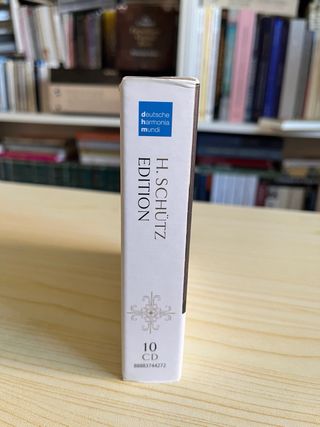 deutsche
harmonia
mundi
H. SCHÜTZ
EDITION
10
CD
88883744272